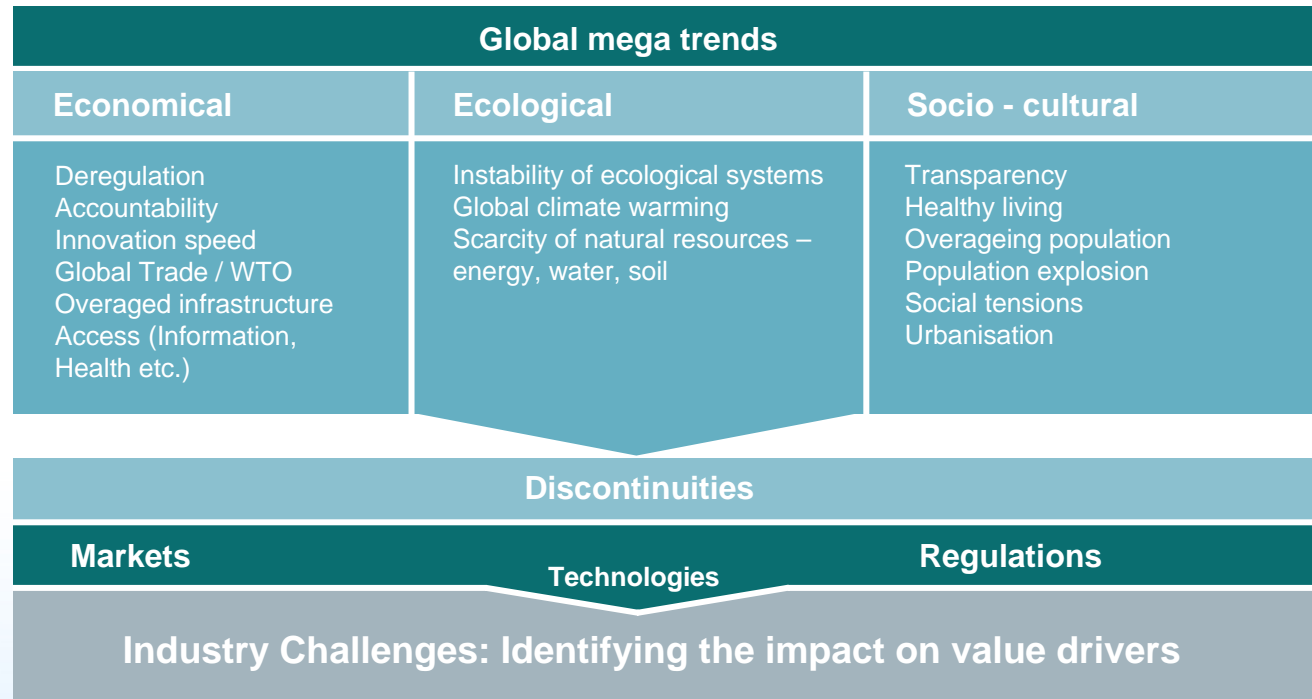 Global mega trends
Economical
Ecological
Socio - cultural
Deregulation
Accountability
Innovation speed
Global Trade / WTO
Overaged infrastructure
Access (Information,
Health etc.)
Instability of ecological systems
Global climate warming
Scarcity of natural resources –
energy, water, soil
Transparency
Healthy living
Overageing population
Population explosion
Social tensions
Urbanisation
Discontinuities
Markets
Technologies
Regulations
Industry Challenges: Identifying the impact on value drivers